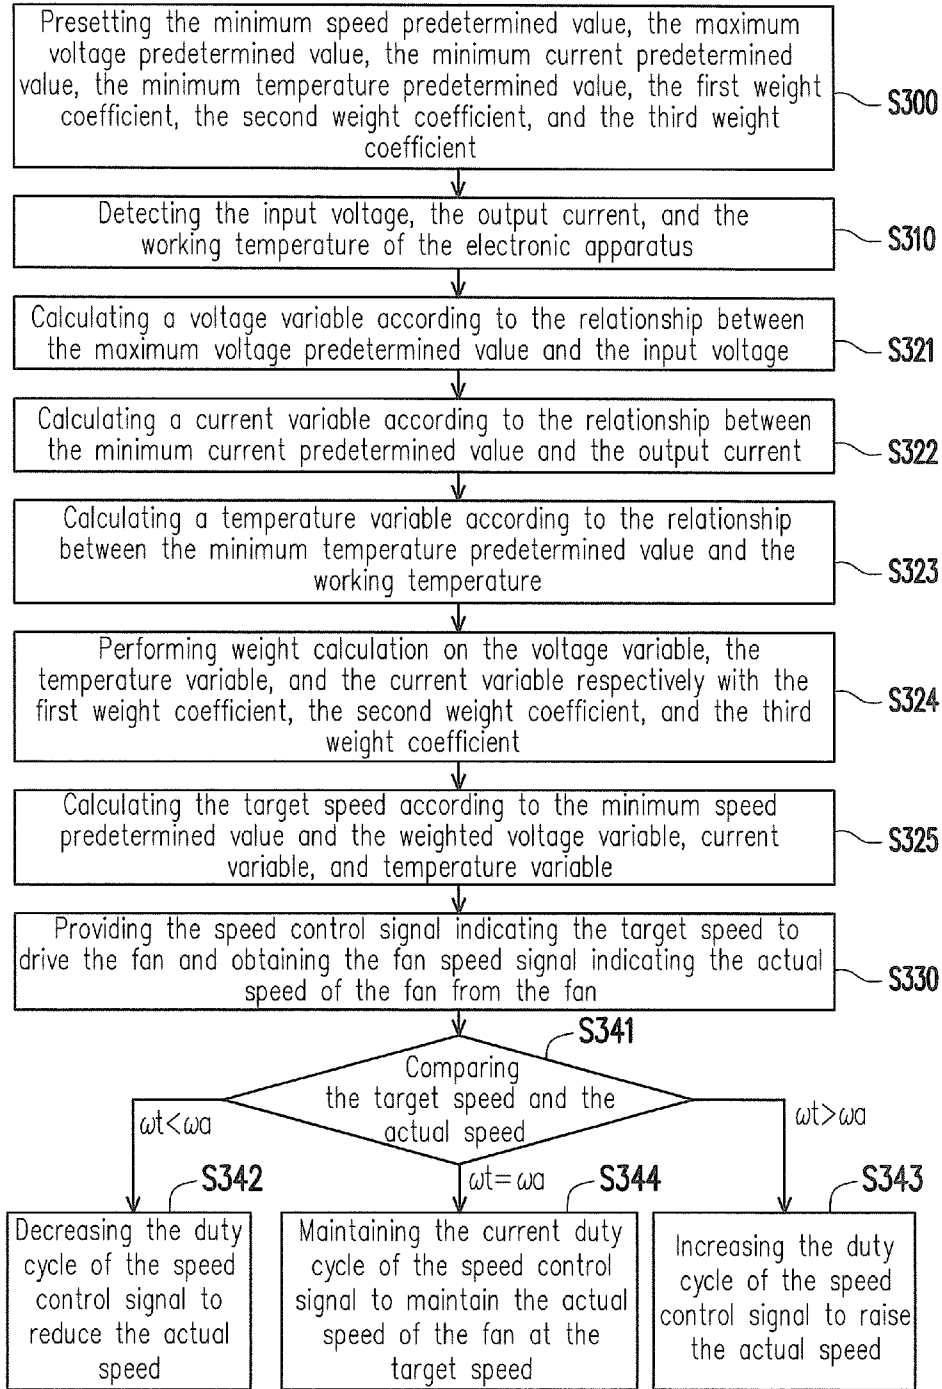 Presetting the minimum speed predetermined value, the maximum
voltage predetermined value, the minimum current predetermined
value, the minimum temperature predetermined value, the first weight
coefficient, the second weight coefficient, and the third weight
coefficient
S300
Detecting the input voltage, the output current, and the
working temperature of the electronic apparatus
S310
Calculating a voltage variable according to the relationship between
the maximum voltage predetermined value and the input voltage
S321
Calculating a current variable according to the relationship between
the minimum current predetermined value and the output current
S322
Calculating a temperature variable according to the relationship
between the minimum temperature predetermined value and the
working temperature
S323
Performing weight calculation on the voltage variable, the
temperature variable, and the current variable respectively with the
first weight coefficient, the second weight coefficient, and the third
weight coefficient
S324
Calculating the target speed according to the minimum speed
predetermined value and the weighted voltage variable, current
variable, and temperature variable
S325
Providing the speed control signal indicating the target speed to
drive the fan and obtaining the fan speed signal indicating the actual
speed of the fan from the fan
S330
S341
Comparing
the target speed and the
actual speed
ωt<ωa
ωt=ωa
ωt>ωa
S342
Decreasing the duty
cycle of the speed
control signal to
reduce the actual
speed
S344
Maintaining the current duty
cycle of the speed control
signal to maintain the actual
speed of the fan at the
target speed
S343
Increasing the duty
cycle of the speed
control signal to raise
the actual speed